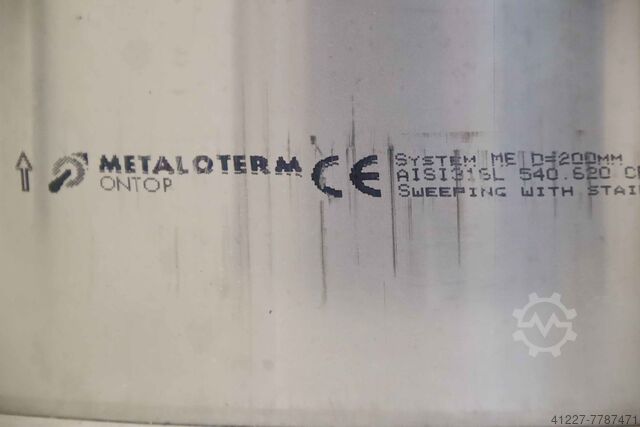 METALOTERM
ONTOP
CE
SYSTEM ME D=200MM
AISI316L 540.620
SWEEPING WITH
41227-7787471